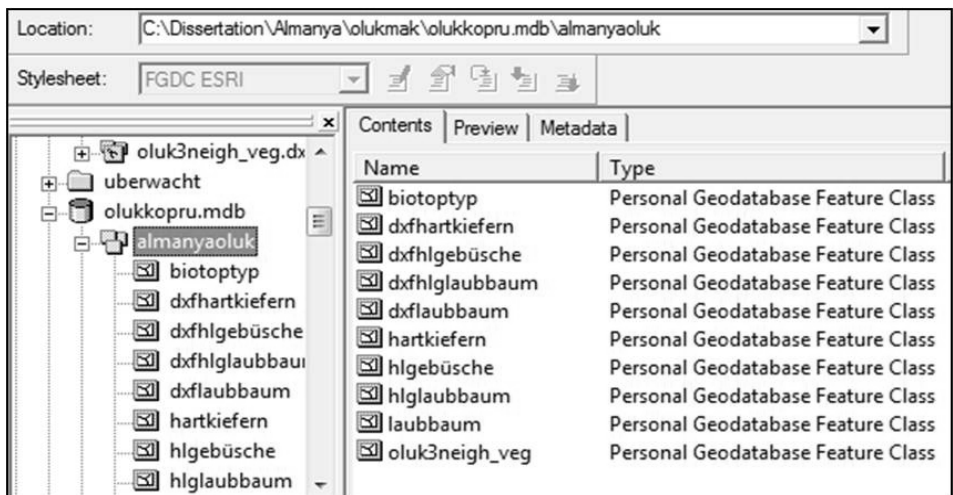 Location: C:\Dissertation\Almanya\olukmak\olukkopru.mdb\almanyaoluk
Stylesheet: FGDC ESRI
oluk3neigh_veg.dx
uberwacht
olukkopru.mdb
almanyaoluk
biotoptyp
dxfhartkiefern
dxfhlgebüsche
dxfhlglaubbau
dxflaubbaum
hartkiefern
hlgebüsche
hlglaubbaum
Contents Preview Metadata
Name Type
biotoptyp Personal Geodatabase Feature Class
dxfhartkiefern Personal Geodatabase Feature Class
dxfhlgebüsche Personal Geodatabase Feature Class
dxfhlglaubbaum Personal Geodatabase Feature Class
dxflaubbaum Personal Geodatabase Feature Class
hartkiefern Personal Geodatabase Feature Class
hlgebüsche Personal Geodatabase Feature Class
hlglaubbaum Personal Geodatabase Feature Class
laubbaum Personal Geodatabase Feature Class
oluk3neigh_veg Personal Geodatabase Feature Class